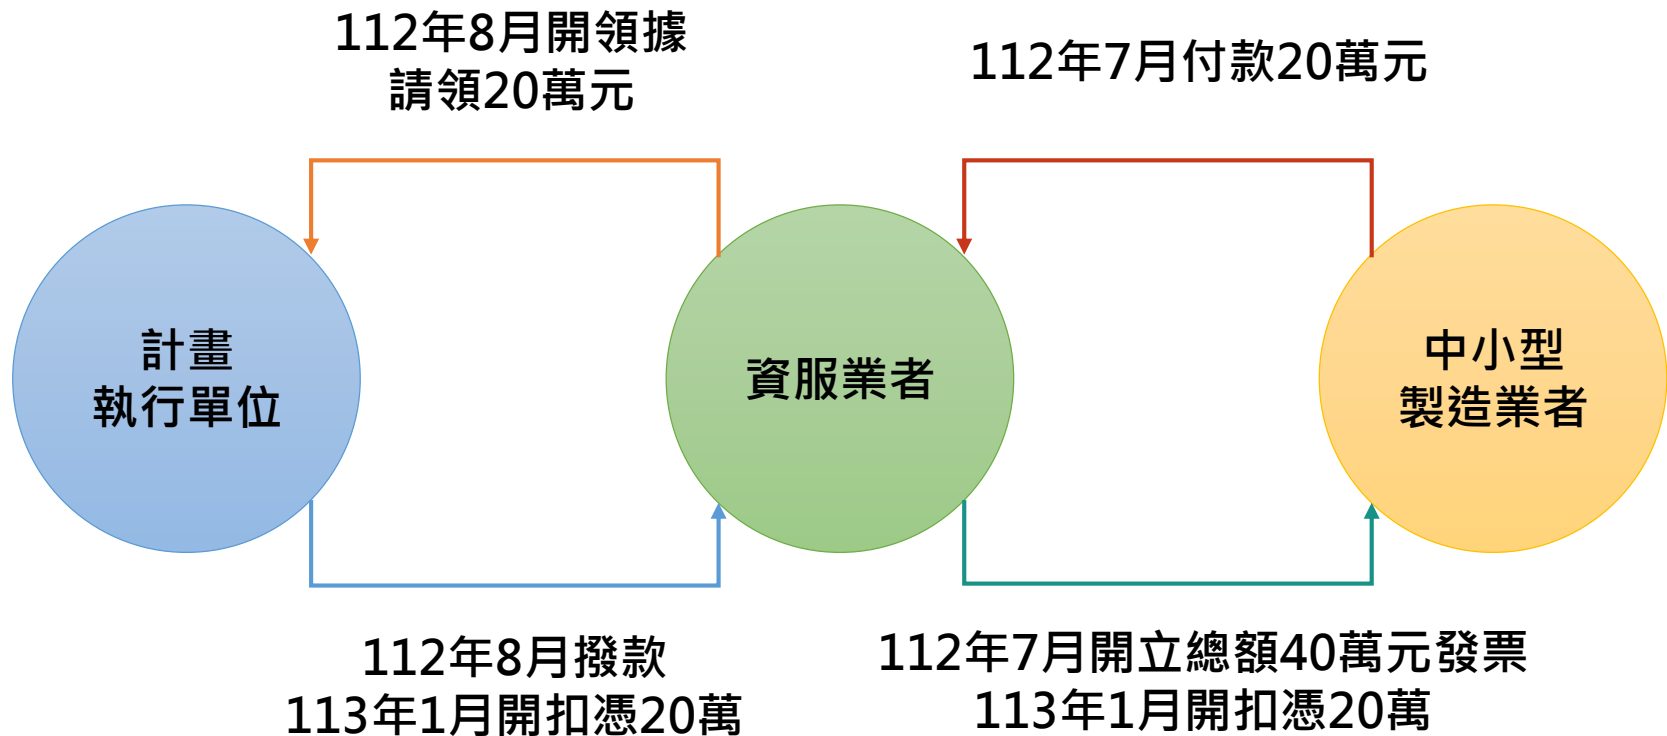 112年8月開領據
請領20萬元
112年7月付款20萬元
計畫
執行單位
資服業者
中小型
製造業者
112年8月撥款
113年1月開扣憑20萬
112年7月開立總額40萬元發票
113年1月開扣憑20萬